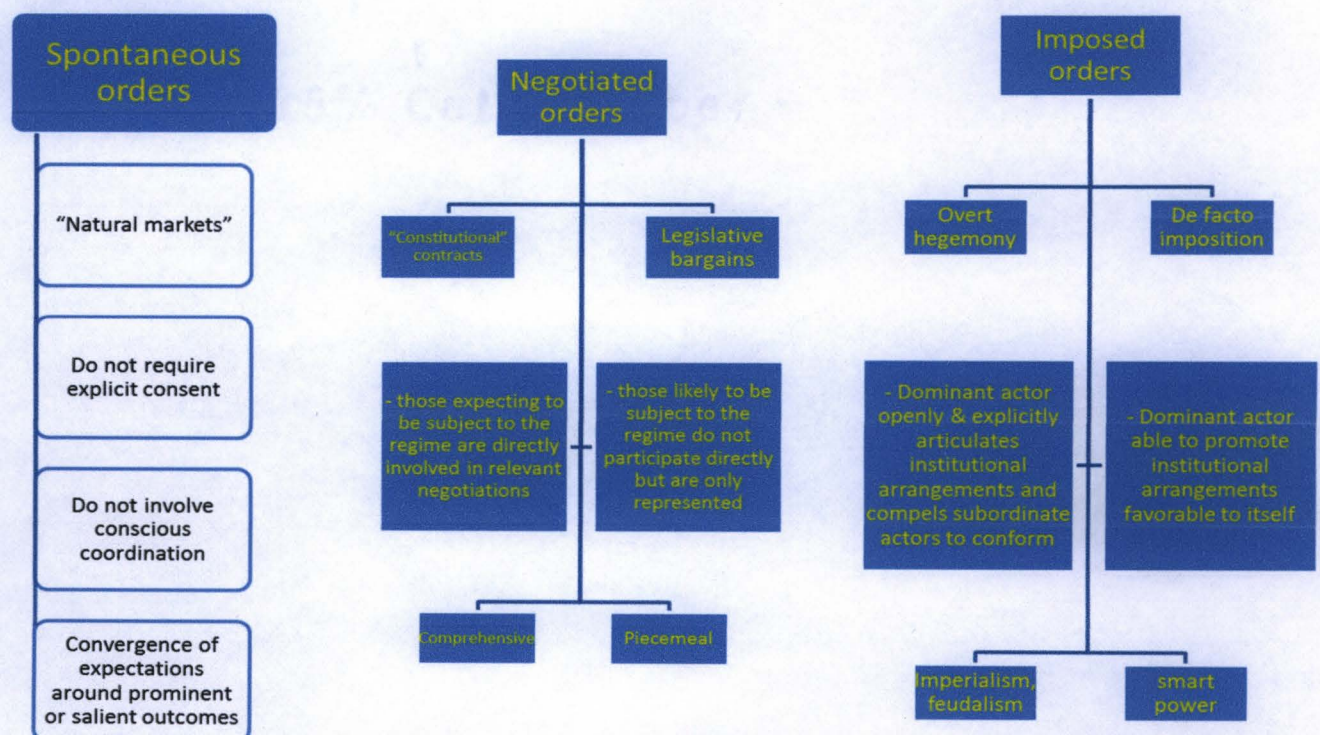 Spontaneous
orders
"Natural markets"
Do not require
explicit consent
Do not involve
conscious
coordination
Convergence of
expectations
around prominent
or salient outcomes
Negotiated
orders
"Constitutional"
contracts
Legislative
bargains
- those expecting to
be subject to the
regime are directly
involved in relevant
negotiations
- those likely to be
subject to the
regime do not
participate directly
but are only
represented
Comprehensive
Piecemeal
Imposed
orders
Overt
hegemony
De facto
imposition
- Dominant actor
openly & explicitly
articulates
institutional
arrangements and
compels subordinate
actors to conform
- Dominant actor
able to promote
institutional
arrangements
favorable to itself
Imperialism,
feudalism
smart
power